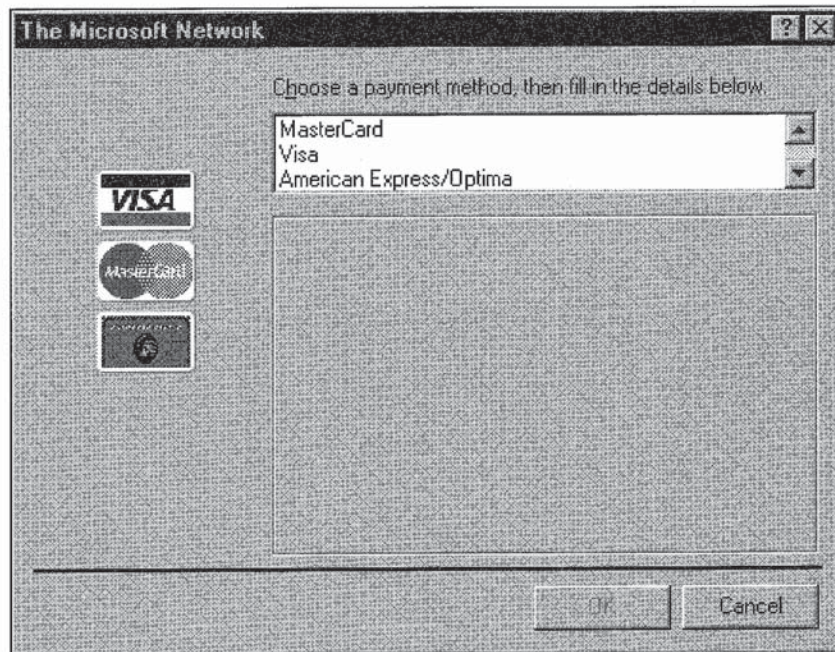 The Microsoft Network
Choose a payment method, then fill in the details below.
MasterCard
Visa
American Express/Optima
VISA
MasterCard
OK
Cancel